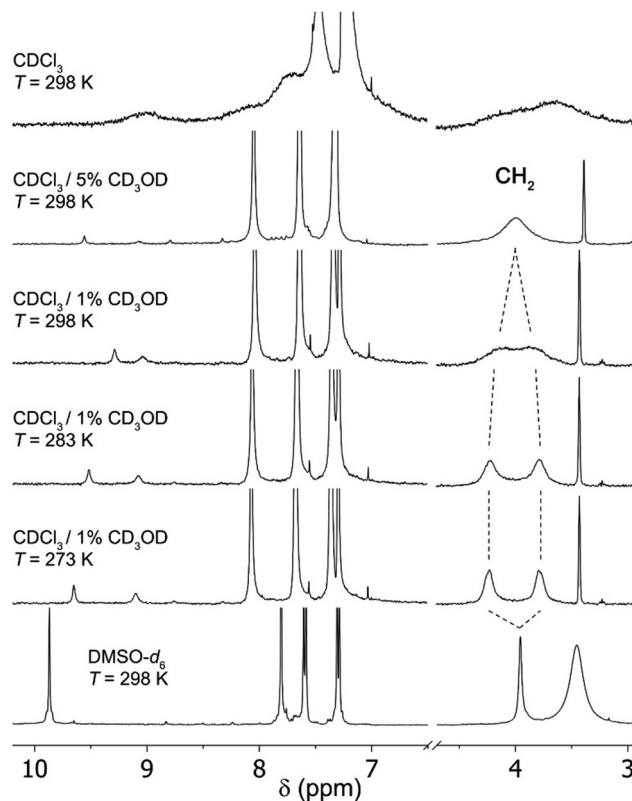 CDCl₃
T = 298 K
CDCl₃ / 5% CD₃OD
T = 298 K
CH₂
CDCl₃ / 1% CD₃OD
T = 298 K
CDCl₃ / 1% CD₃OD
T = 283 K
CDCl₃ / 1% CD₃OD
T = 273 K
DMSO-d₆
T = 298 K
10 9 8 7 4 3
δ (ppm)